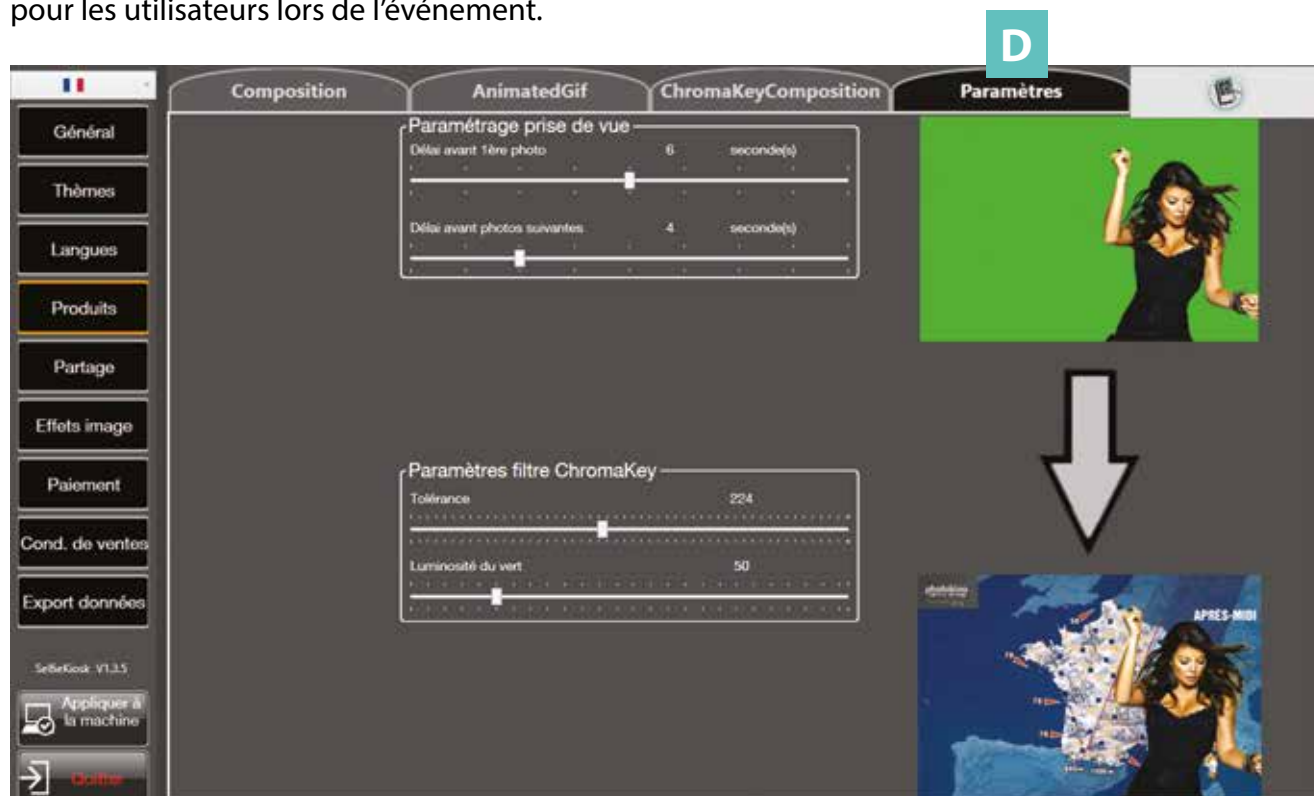 pour les utilisateurs lors de l’événement.
D
Composition
AnimatedGif
ChromaKeyComposition
Paramètres
Général
Thèmes
Langues
Produits
Partage
Effets image
Paiement
Cond. de ventes
Export données
SelfieKiosk V1.3.5
Appliquer à
la machine
Quitter
Paramétrage prise de vue
Délai avant 1ère photo 6 seconde(s)
Délai avant photos suivantes 4 seconde(s)
Paramètres filtre ChromaKey
Tolérance 224
Luminosité du vert 50
APRES-MIDI